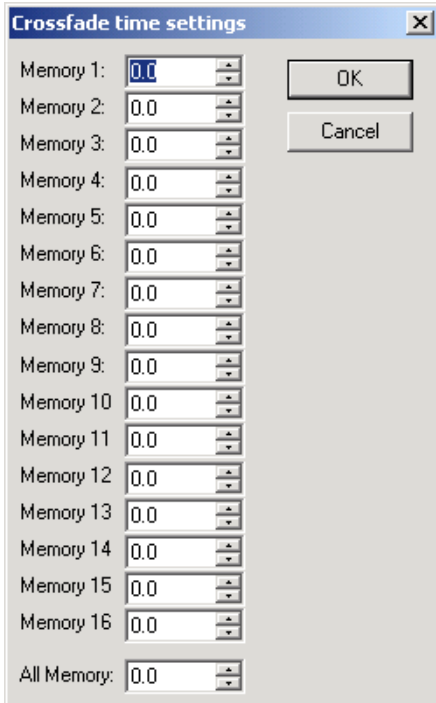 Crossfade time settings
Memory 1: 0.0
OK
Memory 2: 0.0
Cancel
Memory 3: 0.0
Memory 4: 0.0
Memory 5: 0.0
Memory 6: 0.0
Memory 7: 0.0
Memory 8: 0.0
Memory 9: 0.0
Memory 10 0.0
Memory 11 0.0
Memory 12 0.0
Memory 13 0.0
Memory 14 0.0
Memory 15 0.0
Memory 16 0.0
All Memory: 0.0